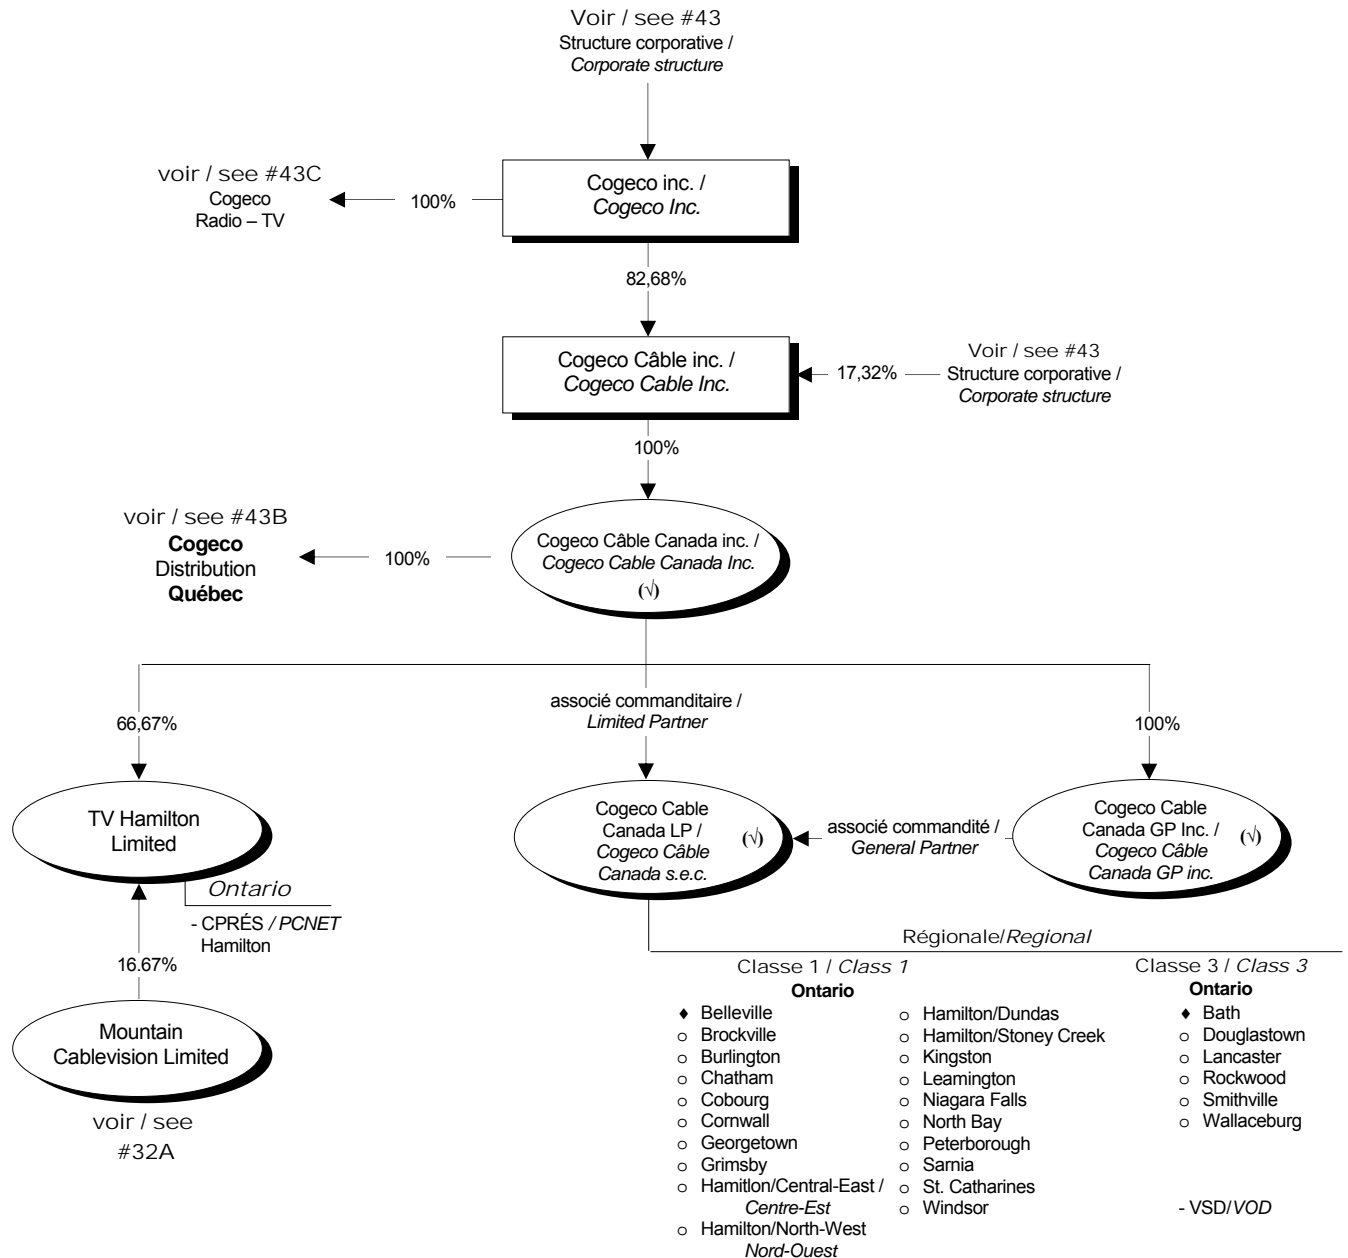 Voir / see #43
Structure corporative /
Corporate structure
voir / see #43C
Cogeco
Radio – TV
100%
Cogeco inc. /
Cogeco Inc.
82,68%
Cogeco Câble inc. /
Cogeco Cable Inc.
17,32%
Voir / see #43
Structure corporative /
Corporate structure
100%
voir / see #43B
Cogeco
Distribution
Québec
100%
Cogeco Câble Canada inc. /
Cogeco Cable Canada Inc.
(√)
66,67%
associé commanditaire /
Limited Partner
100%
TV Hamilton
Limited
Cogeco Cable
Canada LP /
Cogeco Câble
Canada s.e.c.
(√)
associé commandité /
General Partner
Cogeco Cable
Canada GP Inc. /
Cogeco Câble
Canada GP inc.
(√)
Ontario
- CPRÉS / PCNET
Hamilton
16.67%
Mountain
Cablevision Limited
voir / see
#32A
Régionale/Regional
Classe 1 / Class 1
Ontario
♦ Belleville
o Brockville
o Burlington
o Chatham
o Cobourg
o Cornwall
o Georgetown
o Grimsby
o Hamitlon/Central-East /
Centre-Est
o Hamilton/North-West
Nord-Ouest
o Hamilton/Dundas
o Hamilton/Stoney Creek
o Kingston
o Leamington
o Niagara Falls
o North Bay
o Peterborough
o Sarnia
o St. Catharines
o Windsor
Classe 3 / Class 3
Ontario
♦ Bath
o Douglastown
o Lancaster
o Rockwood
o Smithville
o Wallaceburg
- VSD/VOD